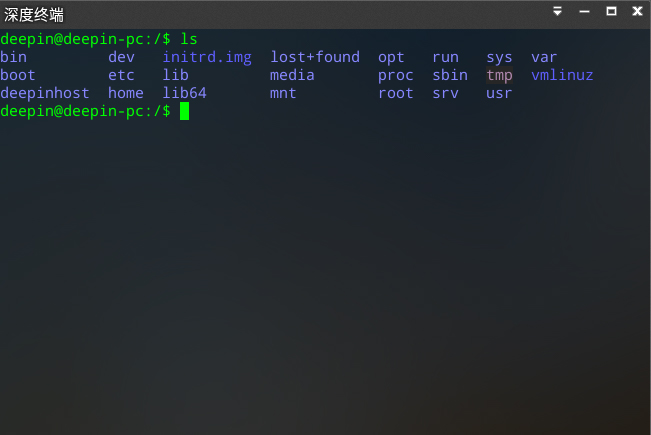 深度终端
deepin@deepin-pc:/$ ls
bin         dev   initrd.img  lost+found  opt   run   sys  var
boot        etc   lib         media       proc  sbin  tmp  vmlinuz
deepinhost  home  lib64       mnt         root  srv   usr
deepin@deepin-pc:/$